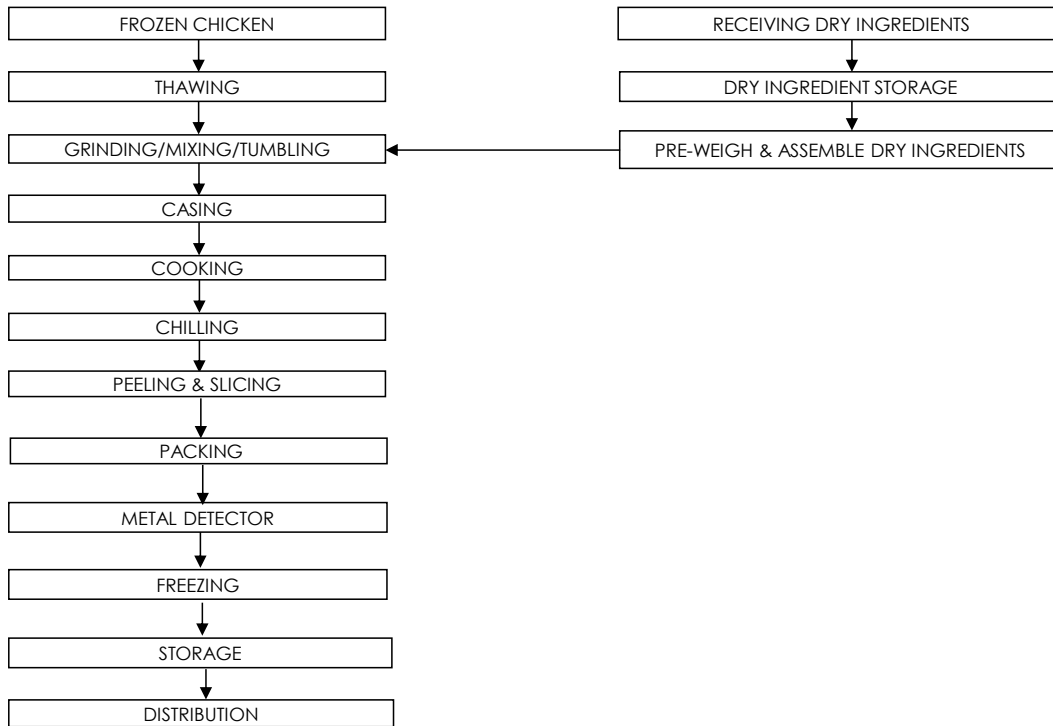 FROZEN CHICKEN
THAWING
GRINDING/MIXING/TUMBLING
CASING
COOKING
CHILLING
PEELING & SLICING
PACKING
METAL DETECTOR
FREEZING
STORAGE
DISTRIBUTION
RECEIVING DRY INGREDIENTS
DRY INGREDIENT STORAGE
PRE-WEIGH & ASSEMBLE DRY INGREDIENTS